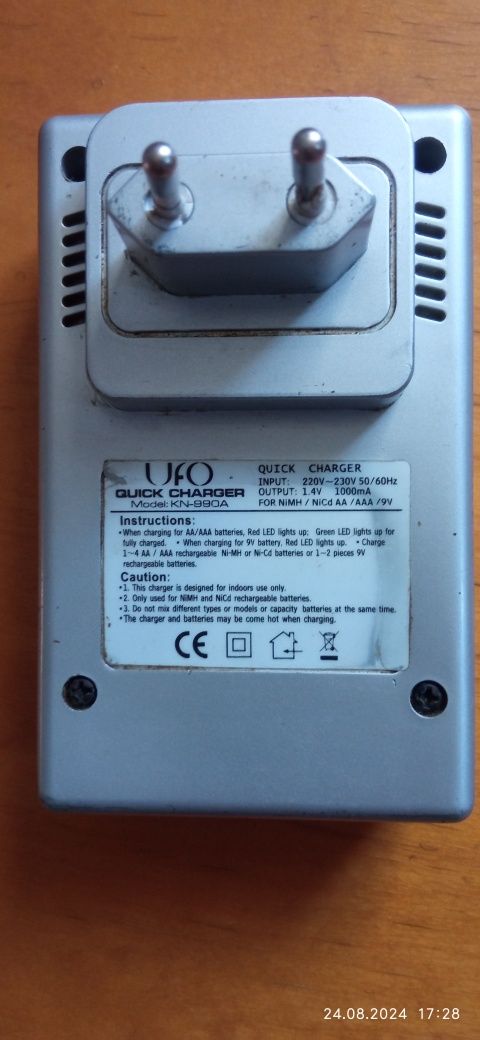 UFO
QUICK CHARGER
Model: KN-990A
QUICK CHARGER
INPUT: 220V~230V 50/60Hz
OUTPUT: 1.4V 1000mA
FOR NiMH / NiCd AA /AAA /9V
Instructions:
•When charging for AA/AAA batteries, Red LED lights up; Green LED lights up for
fully charged. • When charging for 9V battery, Red LED lights up. • Charge
1~4 AA / AAA rechargeable Ni-MH or Ni-Cd batteries or 1~2 pieces 9V
rechargeable batteries.
Caution:
•1. This charger is designed for indoors use only.
•2. Only used for NiMH and NiCd rechargeable batteries.
•3. Do not mix different types or models or capacity batteries at the same time.
•The charger and batteries may be come hot when charging.
CE
24.08.2024 17:28